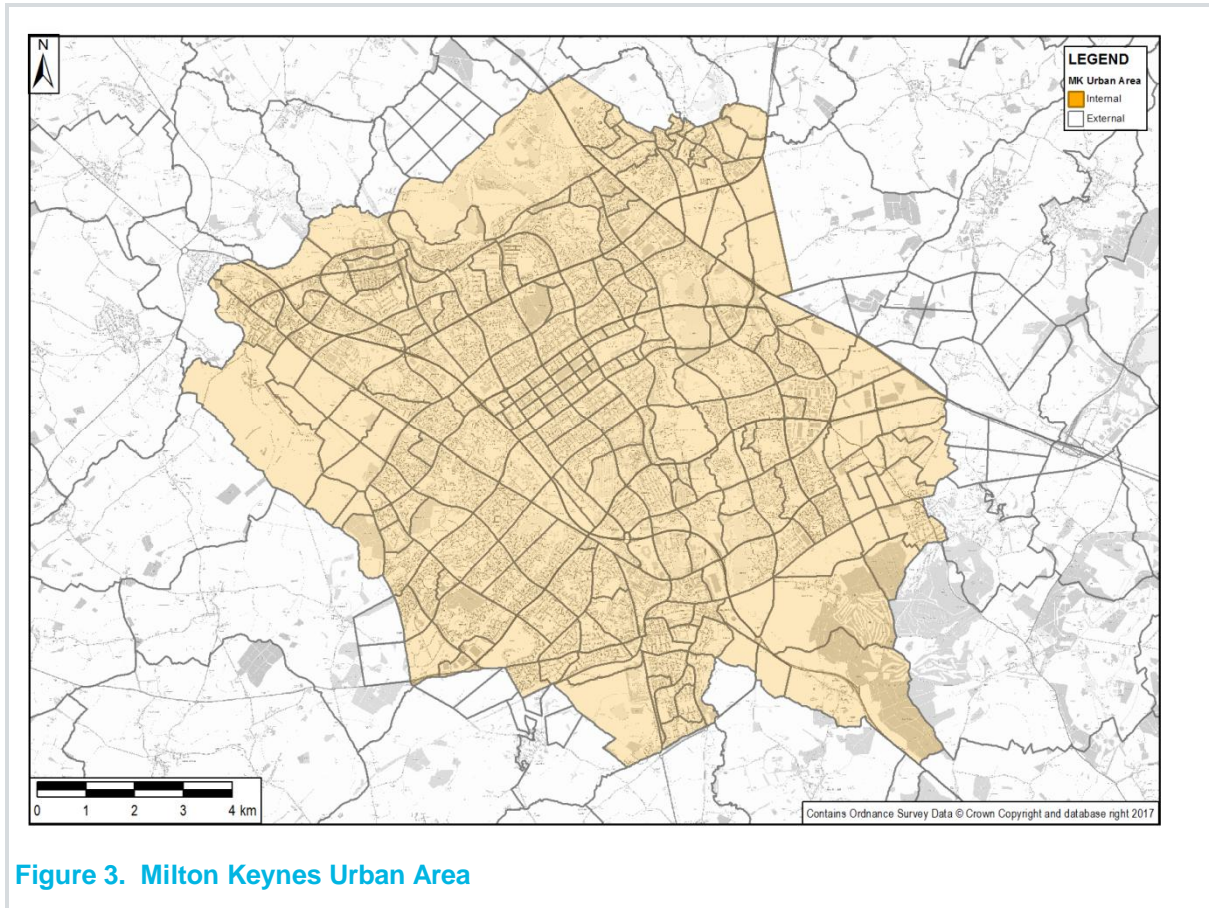 N
LEGEND
MK Urban Area
Internal
External
0 1 2 3 4 km
Contains Ordnance Survey Data © Crown Copyright and database right 2017
Figure 3. Milton Keynes Urban Area